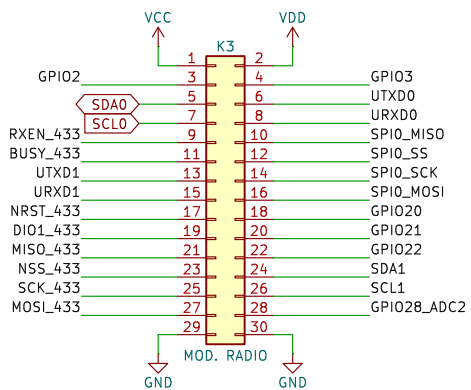 VCC VDD
K3
1 2
GPIO2 3 4 GPIO3
SDA0 5 6 UTXD0
SCL0 7 8 URXD0
RXEN_433 9 10 SPI0_MISO
BUSY_433 11 12 SPI0_SS
UTXD1 13 14 SPI0_SCK
URXD1 15 16 SPI0_MOSI
NRST_433 17 18 GPIO20
DIO1_433 19 20 GPIO21
MISO_433 21 22 GPIO22
NSS_433 23 24 SDA1
SCK_433 25 26 SCL1
MOSI_433 27 28 GPIO28_ADC2
29 30
MOD. RADIO
GND GND